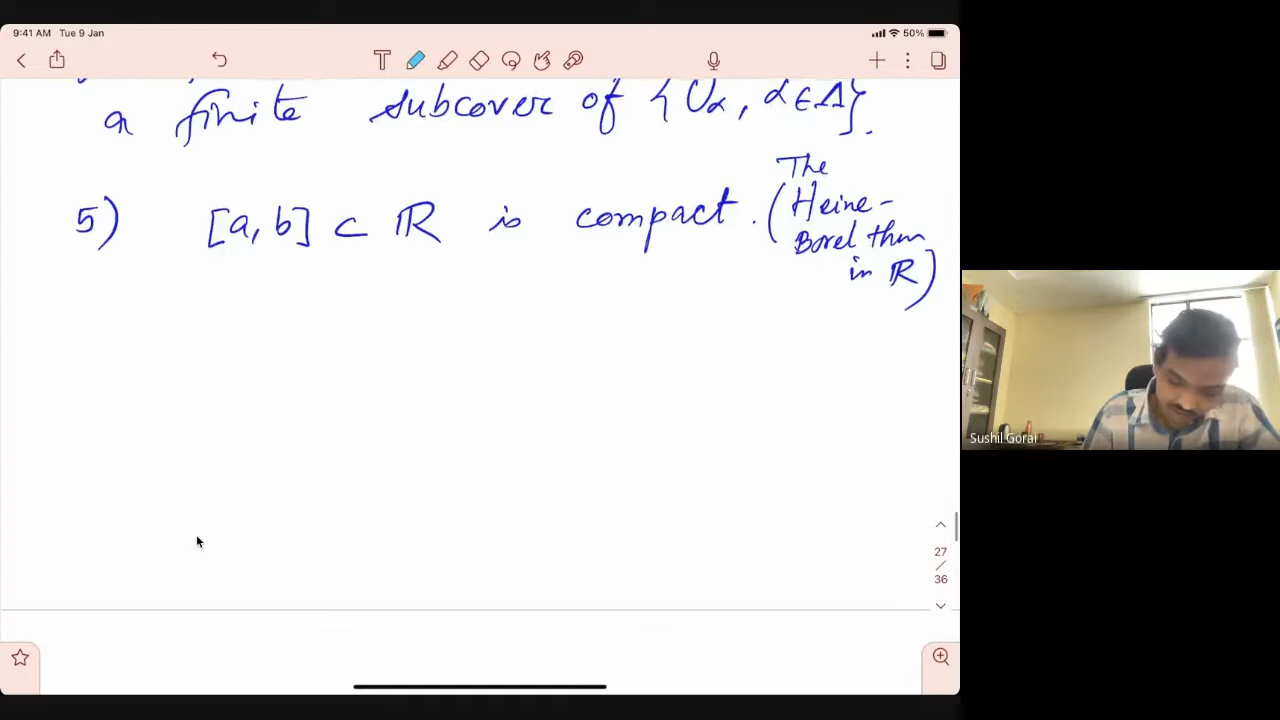 9:41 AM Tue 9 Jan
50%
a finite subcover of {Uα, α∈Λ}.
5) [a, b] ⊂ ℝ is compact. (The
Heine-
Borel thm
in ℝ)
Sushil Gorai
27
/
36